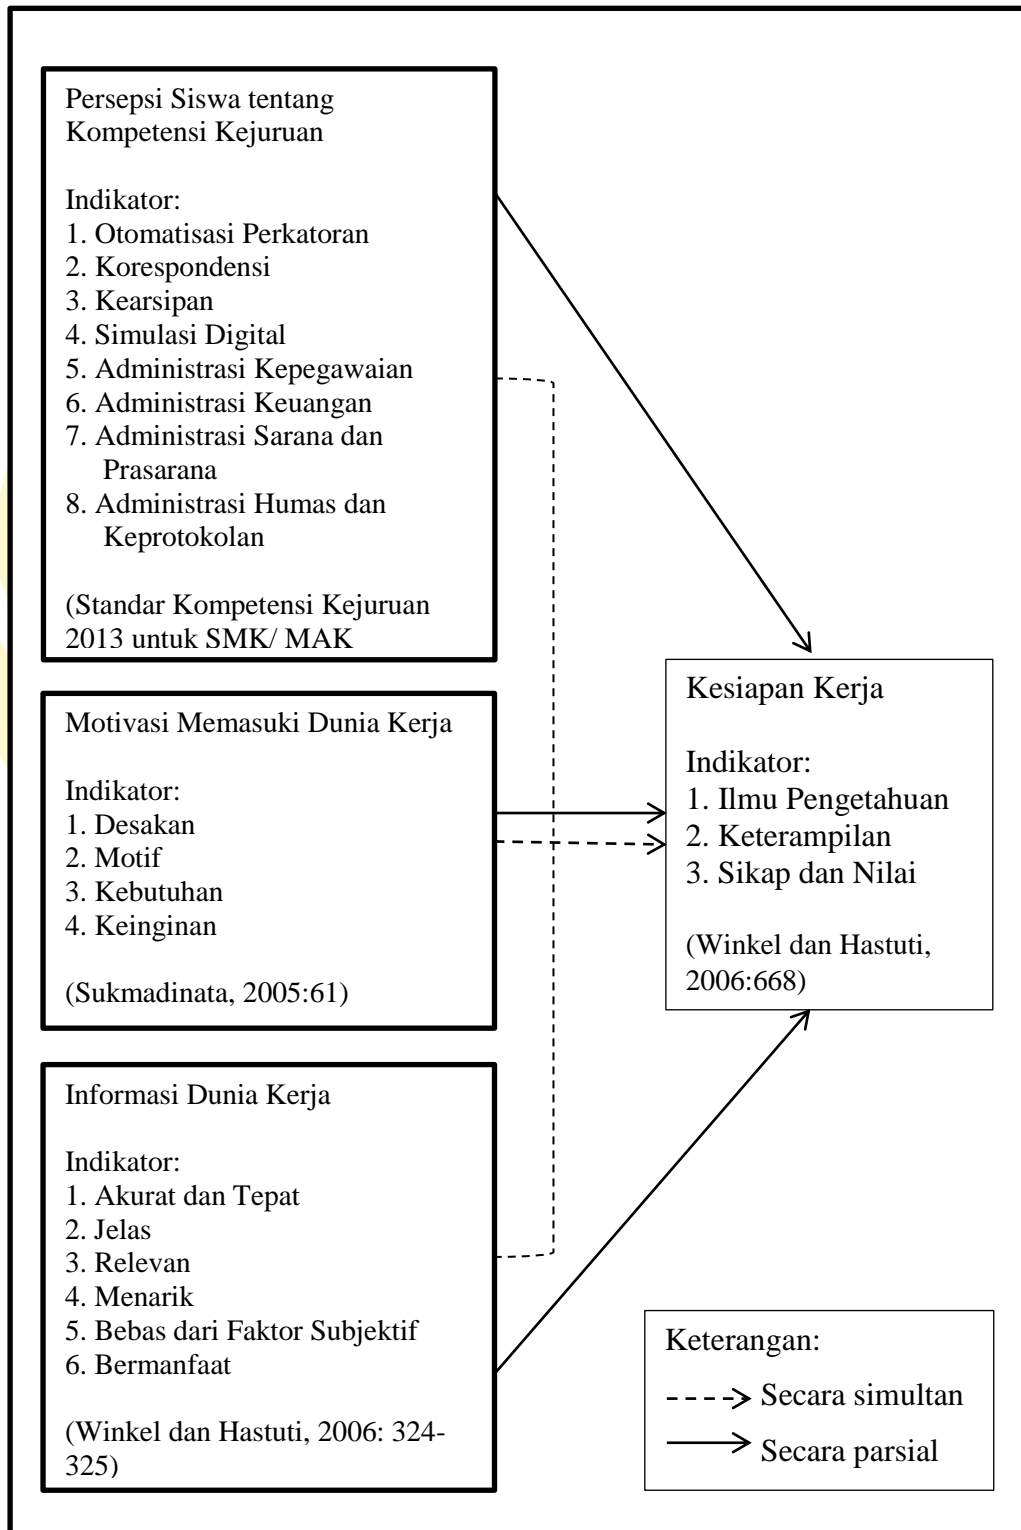 Persepsi Siswa tentang
Kompetensi Kejuruan
Indikator:
1. Otomatisasi Perkatoran
2. Korespondensi
3. Kearsipan
4. Simulasi Digital
5. Administrasi Kepegawaian
6. Administrasi Keuangan
7. Administrasi Sarana dan
Prasarana
8. Administrasi Humas dan
Keprotokolan
(Standar Kompetensi Kejuruan
2013 untuk SMK/ MAK
Motivasi Memasuki Dunia Kerja
Indikator:
1. Desakan
2. Motif
3. Kebutuhan
4. Keinginan
(Sukmadinata, 2005:61)
Informasi Dunia Kerja
Indikator:
1. Akurat dan Tepat
2. Jelas
3. Relevan
4. Menarik
5. Bebas dari Faktor Subjektif
6. Bermanfaat
(Winkel dan Hastuti, 2006: 324-
325)
Kesiapan Kerja
Indikator:
1. Ilmu Pengetahuan
2. Keterampilan
3. Sikap dan Nilai
(Winkel dan Hastuti,
2006:668)
Keterangan:
Secara simultan
Secara parsial